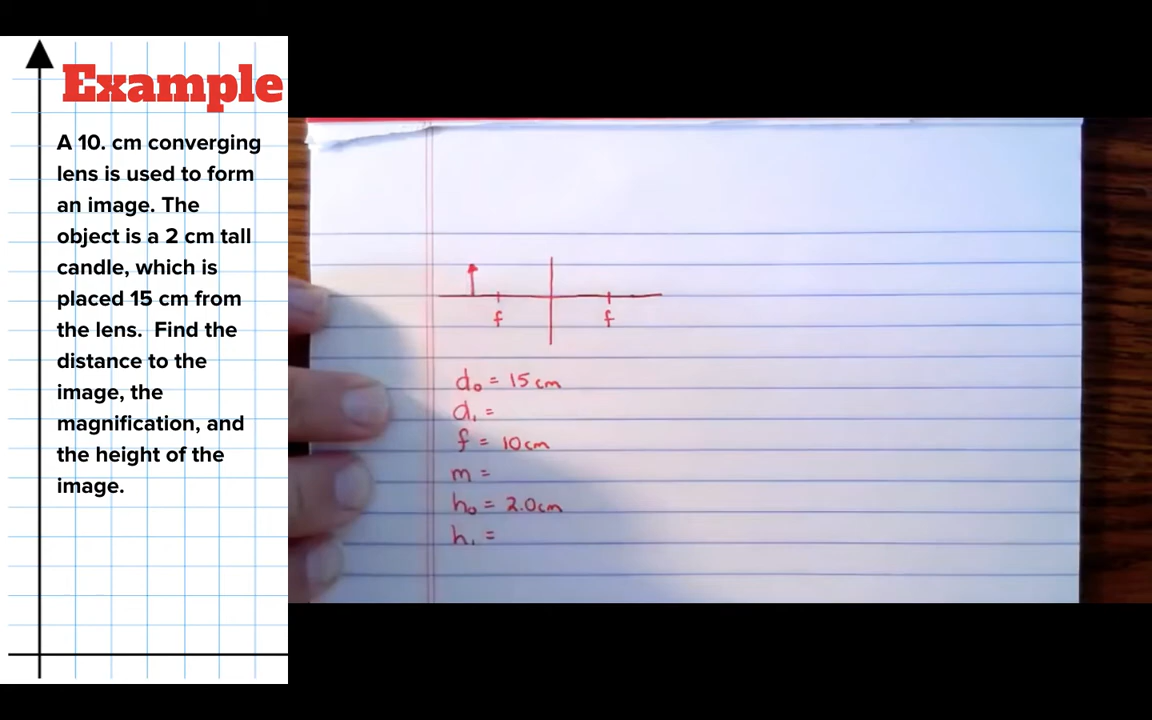 Example
A 10. cm converging
lens is used to form
an image. The
object is a 2 cm tall
candle, which is
placed 15 cm from
the lens. Find the
distance to the
image, the
magnification, and
the height of the
image.
f f
do = 15 cm
di =
f = 10cm
m =
ho = 2.0cm
hi =